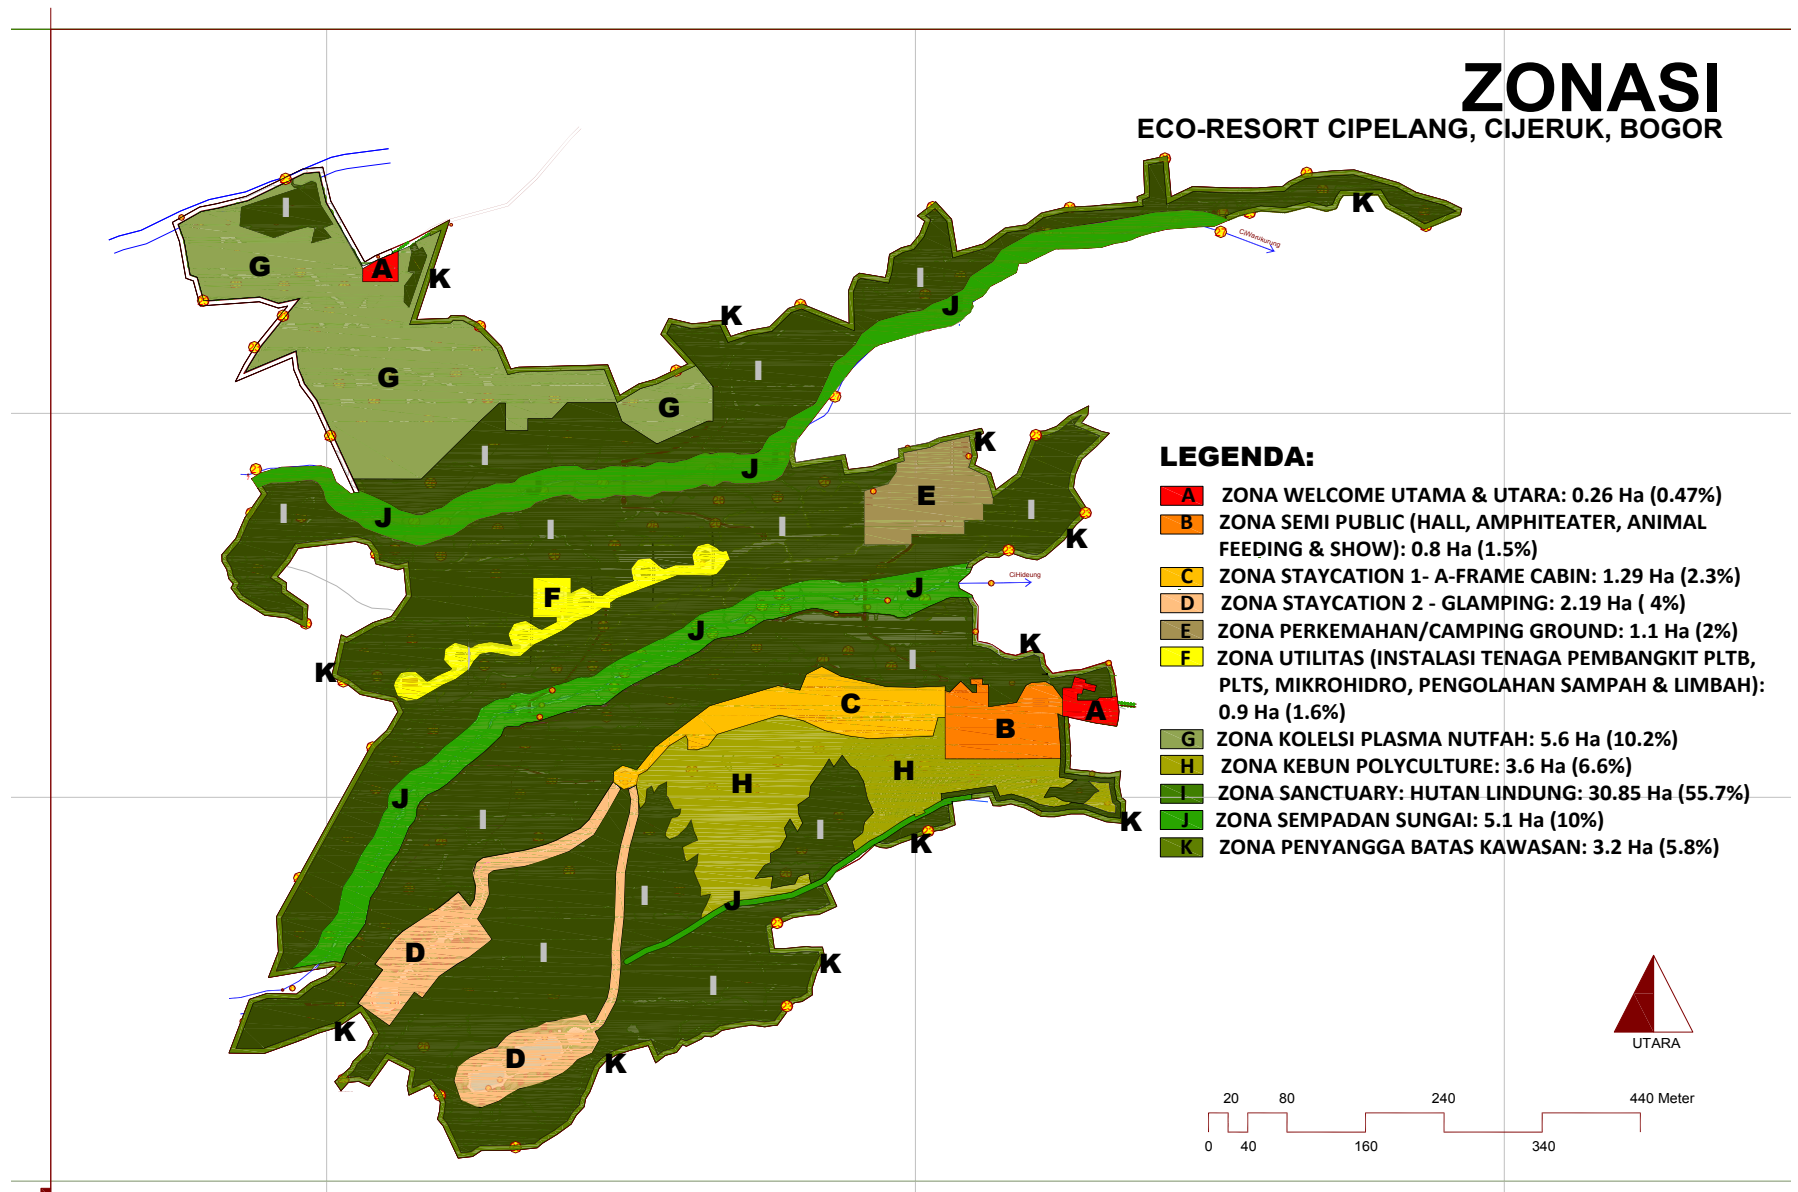 ZONASI
ECO-RESORT CIPELANG, CIJERUK, BOGOR
I
G
A
K
K
CiWanikurung
I
J
K
G
I
G
K
I
J
E
I
J
I
I
I
K
F
CiHideung
J
J
K
I
K
C
B
A
J
H
H
I
I
K
K
I
J
D
I
K
I
K
D
K
LEGENDA:
A ZONA WELCOME UTAMA & UTARA: 0.26 Ha (0.47%)
B ZONA SEMI PUBLIC (HALL, AMPHITEATER, ANIMAL
FEEDING & SHOW): 0.8 Ha (1.5%)
C ZONA STAYCATION 1- A-FRAME CABIN: 1.29 Ha (2.3%)
D ZONA STAYCATION 2 - GLAMPING: 2.19 Ha ( 4%)
E ZONA PERKEMAHAN/CAMPING GROUND: 1.1 Ha (2%)
F ZONA UTILITAS (INSTALASI TENAGA PEMBANGKIT PLTB,
PLTS, MIKROHIDRO, PENGOLAHAN SAMPAH & LIMBAH):
0.9 Ha (1.6%)
G ZONA KOLELSI PLASMA NUTFAH: 5.6 Ha (10.2%)
H ZONA KEBUN POLYCULTURE: 3.6 Ha (6.6%)
I ZONA SANCTUARY: HUTAN LINDUNG: 30.85 Ha (55.7%)
J ZONA SEMPADAN SUNGAI: 5.1 Ha (10%)
K ZONA PENYANGGA BATAS KAWASAN: 3.2 Ha (5.8%)
UTARA
20 80 240 440 Meter
0 40 160 340